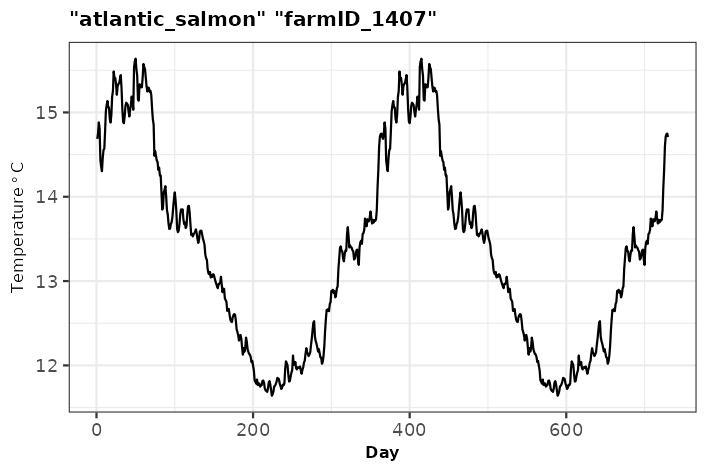 "atlantic_salmon" "farmID_1407"
Temperature ° C
15
14
13
12
0 200 400 600
Day